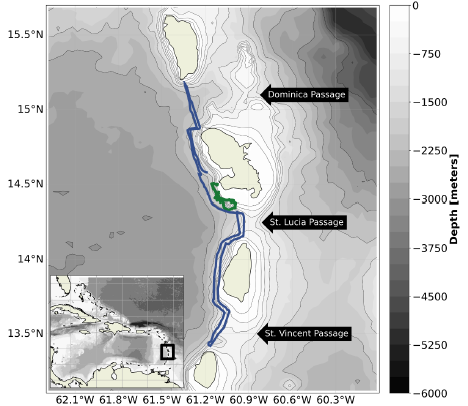 15.5°N
15°N
14.5°N
14°N
13.5°N
62.1°W 61.8°W 61.5°W 61.2°W 60.9°W 60.6°W 60.3°W
Dominica Passage
St. Lucia Passage
St. Vincent Passage
0
−750
−1500
−2250
−3000
−3750
−4500
−5250
−6000
Depth [meters]